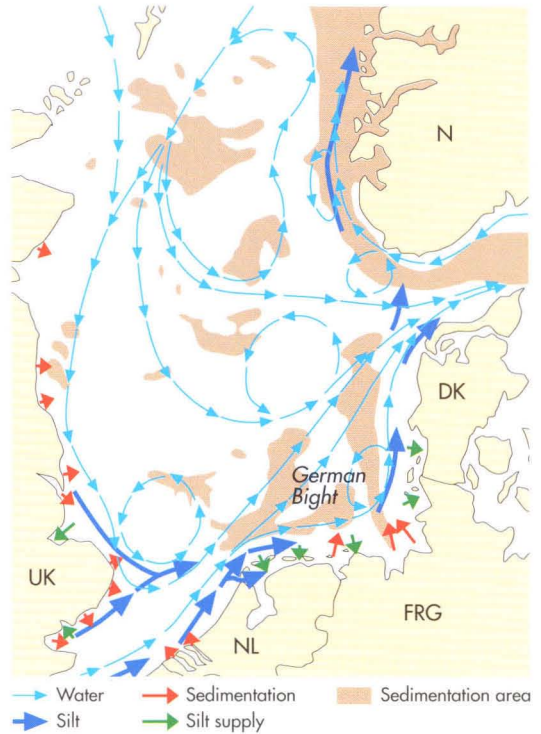 N
DK
German
Bight
UK
NL
FRG
Water
Sedimentation
Sedimentation area
Silt
Silt supply